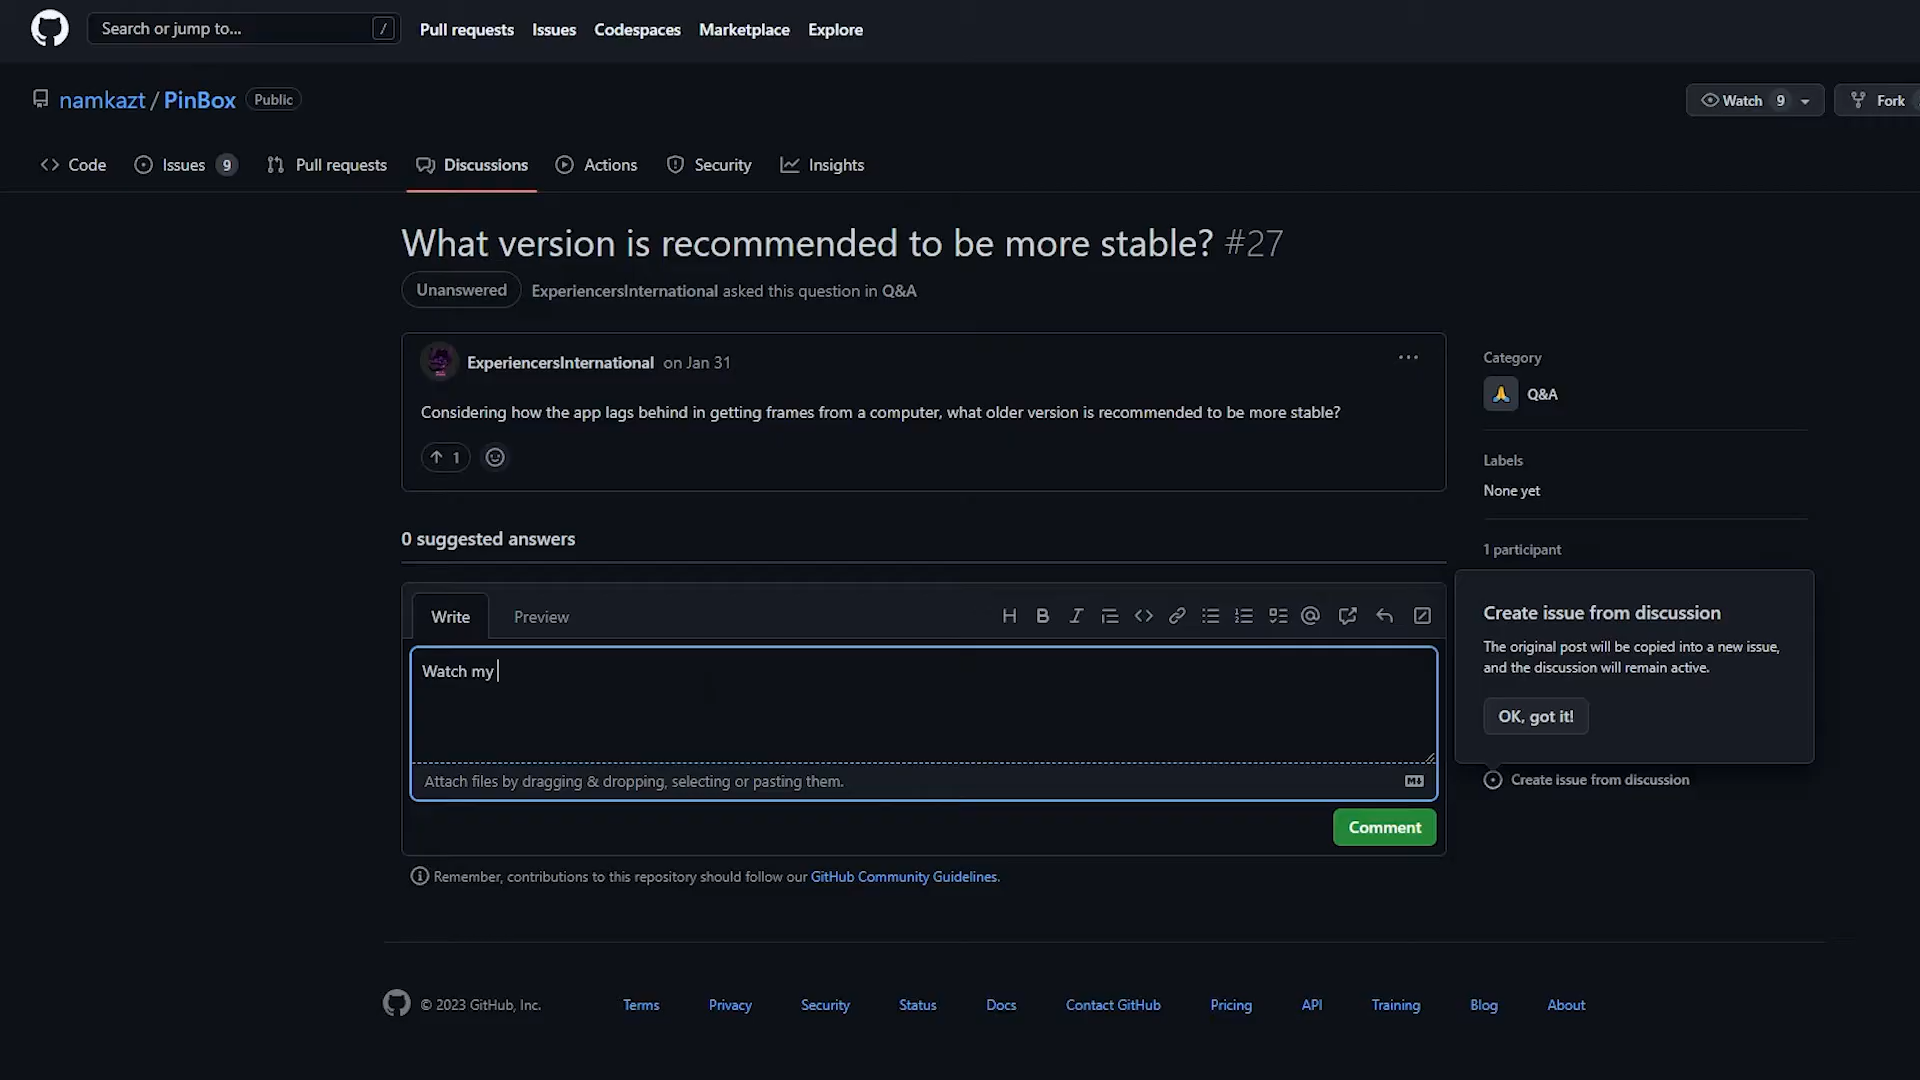 Search or jump to... /
Pull requests Issues Codespaces Marketplace Explore
namkazt / PinBox Public
Watch 9 Fork
Code Issues 9 Pull requests Discussions Actions Security Insights
What version is recommended to be more stable? #27
Unanswered ExperiencersInternational asked this question in Q&A
ExperiencersInternational on Jan 31
Considering how the app lags behind in getting frames from a computer, what older version is recommended to be more stable?
1
Category
Q&A
Labels
None yet
1 participant
0 suggested answers
Write Preview
Watch my
Attach files by dragging & dropping, selecting or pasting them.
Comment
Remember, contributions to this repository should follow our GitHub Community Guidelines.
Create issue from discussion
The original post will be copied into a new issue,
and the discussion will remain active.
OK, got it!
Create issue from discussion
© 2023 GitHub, Inc. Terms Privacy Security Status Docs Contact GitHub Pricing API Training Blog About